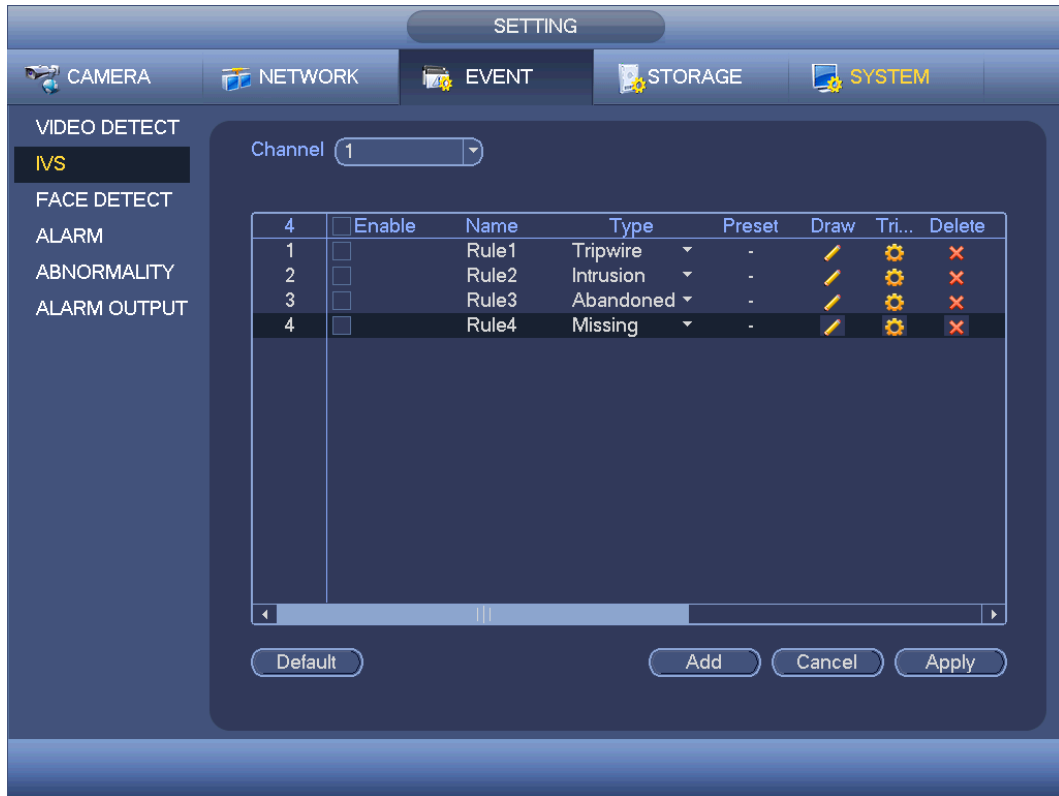 SETTING
CAMERA NETWORK EVENT STORAGE SYSTEM
VIDEO DETECT
IVS
FACE DETECT
ALARM
ABNORMALITY
ALARM OUTPUT
Channel 1
4 Enable Name Type Preset Draw Tri... Delete
1 Rule1 Tripwire -
2 Rule2 Intrusion -
3 Rule3 Abandoned -
4 Rule4 Missing -
Default Add Cancel Apply